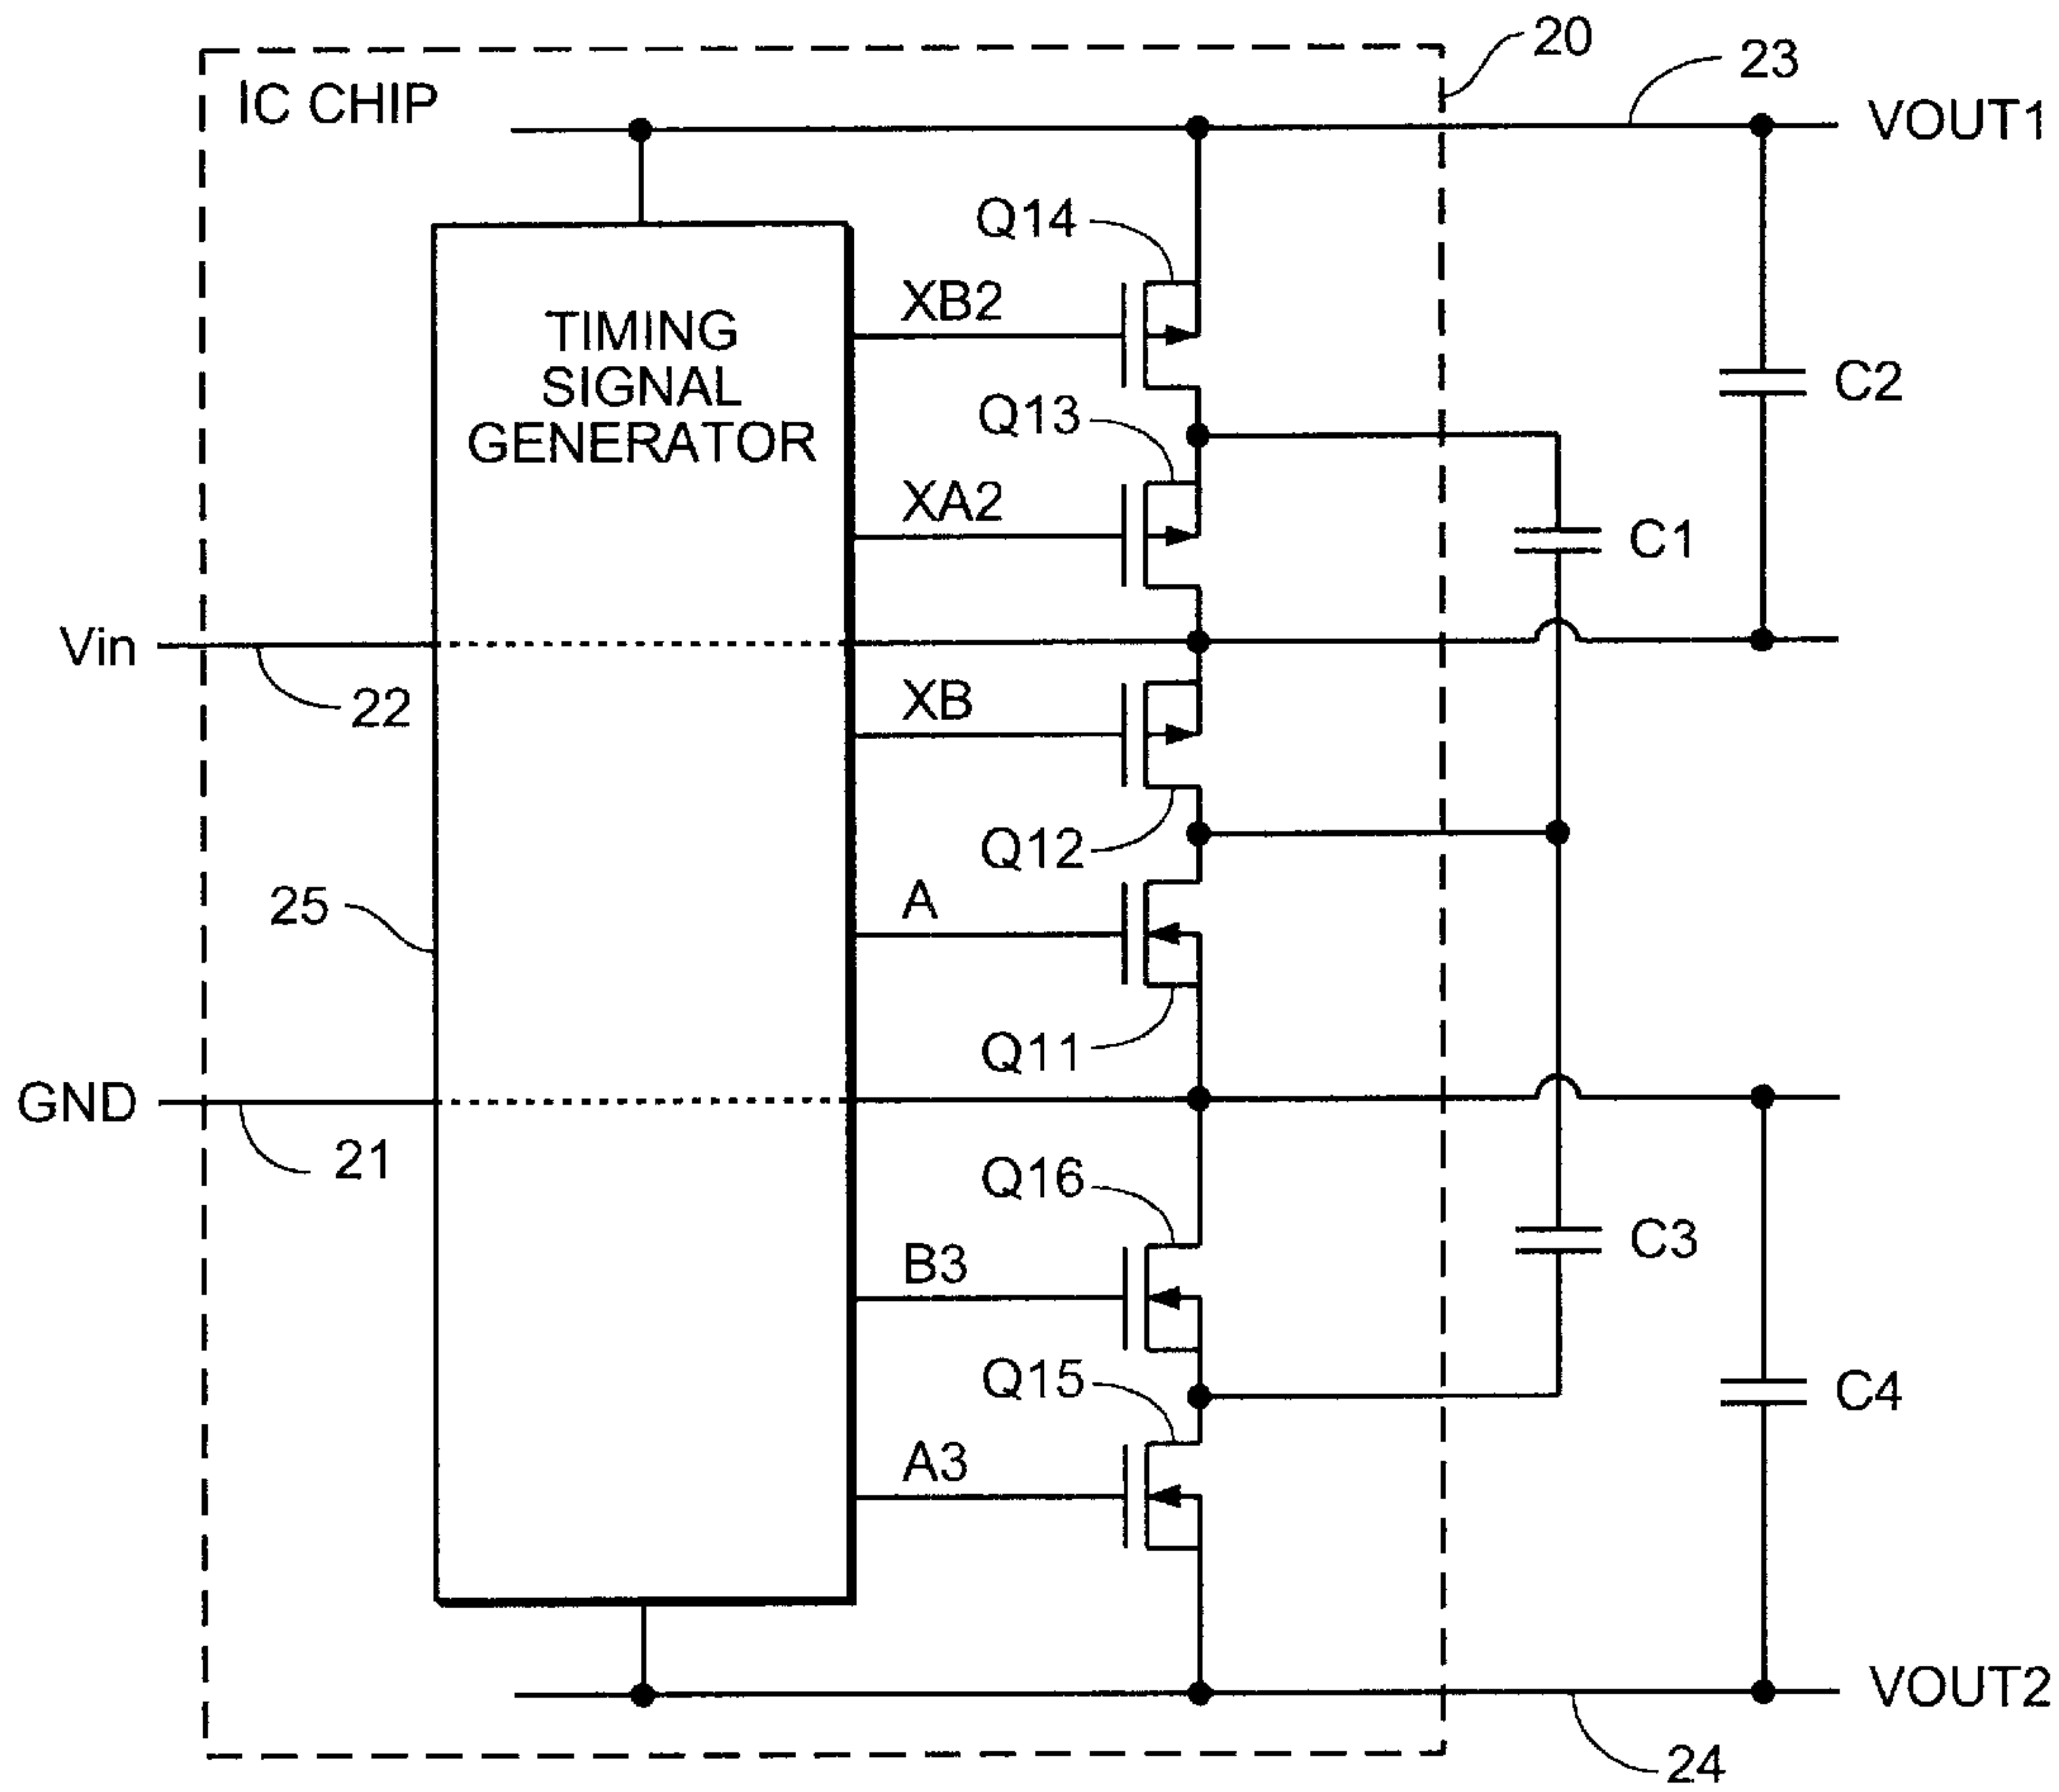 20
23
IC CHIP
VOUT1
Q14
XB2
TIMING
SIGNAL
GENERATOR
C2
Q13
XA2
C1
Vin
22
XB
Q12
25
A
Q11
GND
21
Q16
B3
C3
Q15
C4
A3
VOUT2
24